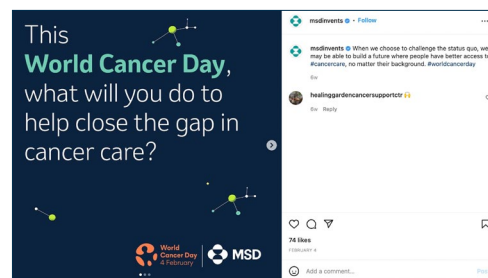 This
World Cancer Day,
what will you do to
help close the gap in
cancer care?
World
Cancer Day
4 February
MSD
msdinvents • Follow
msdinvents When we choose to challenge the status quo, we
may be able to build a future where people have better access to
#cancercare, no matter their background. #worldcancerday
6w
healinggardencancersupportctr
6w Reply
74 likes
FEBRUARY 4
Add a comment...